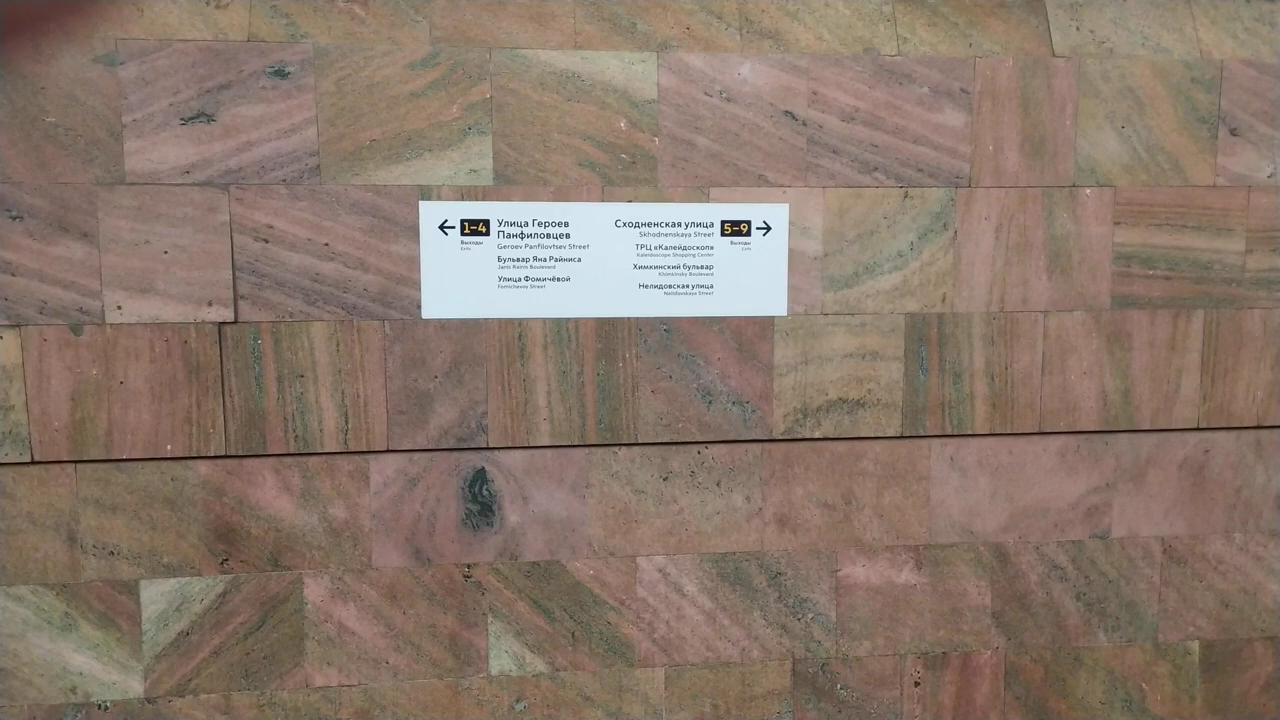 ← 1-4
Выходы
Exits
Улица Героев
Панфиловцев
Geroev Panfilovtsev Street
Бульвар Яна Райниса
Janis Rainis Boulevard
Улица Фомичёвой
Fomichevoy Street
Сходненская улица
Skhodnenskaya Street
ТРЦ «Калейдоскоп»
Kaleidoscope Shopping Center
Химкинский бульвар
Khimkinsky Boulevard
Нелидовская улица
Nelidovskaya Street
5-9 →
Выходы
Exits